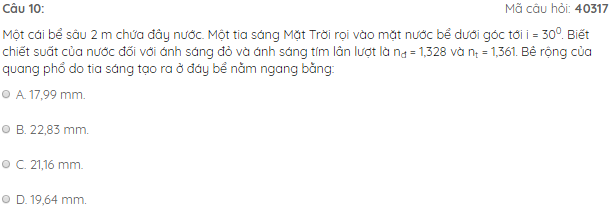 Câu 10: Mã câu hỏi: 40317
Một cái bể sâu 2 m chứa đầy nước. Một tia sáng Mặt Trời rọi vào mặt nước bể dưới góc tới i = 30⁰. Biết
chiết suất của nước đối với ánh sáng đỏ và ánh sáng tím lần lượt là nđ = 1,328 và nt = 1,361. Bề rộng của
quang phổ do tia sáng tạo ra ở đáy bể nằm ngang bằng:
A. 17,99 mm.
B. 22,83 mm.
C. 21,16 mm.
D. 19,64 mm.